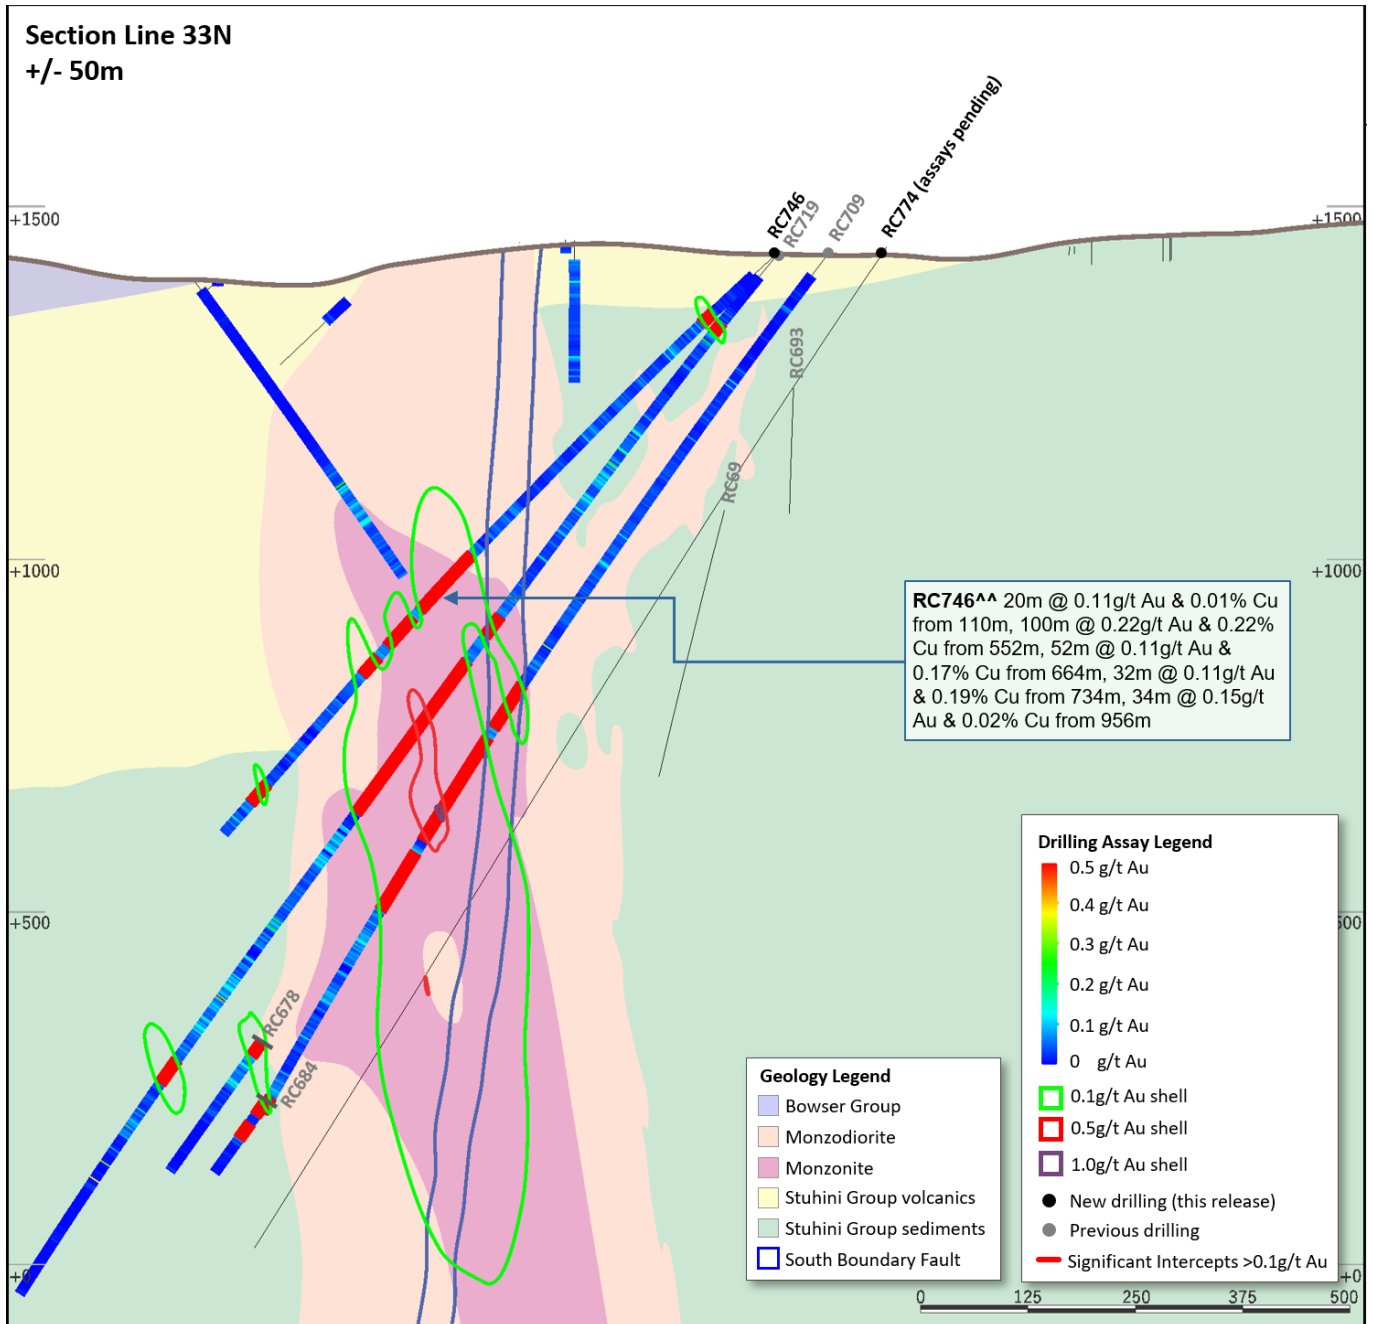 Section Line 33N
+/- 50m
RC746
RC719
RC709
RC774 (assays pending)
+1500
+1500
RC693
RC69
+1000
+1000
RC746^^ 20m @ 0.11g/t Au & 0.01% Cu
from 110m, 100m @ 0.22g/t Au & 0.22%
Cu from 552m, 52m @ 0.11g/t Au &
0.17% Cu from 664m, 32m @ 0.11g/t Au
& 0.19% Cu from 734m, 34m @ 0.15g/t
Au & 0.02% Cu from 956m
+500
500
RC678
RC684
+0
+0
Geology Legend
Bowser Group
Monzodiorite
Monzonite
Stuhini Group volcanics
Stuhini Group sediments
South Boundary Fault
Drilling Assay Legend
0.5 g/t Au
0.4 g/t Au
0.3 g/t Au
0.2 g/t Au
0.1 g/t Au
0 g/t Au
0.1g/t Au shell
0.5g/t Au shell
1.0g/t Au shell
New drilling (this release)
Previous drilling
Significant Intercepts >0.1g/t Au
0 125 250 375 500